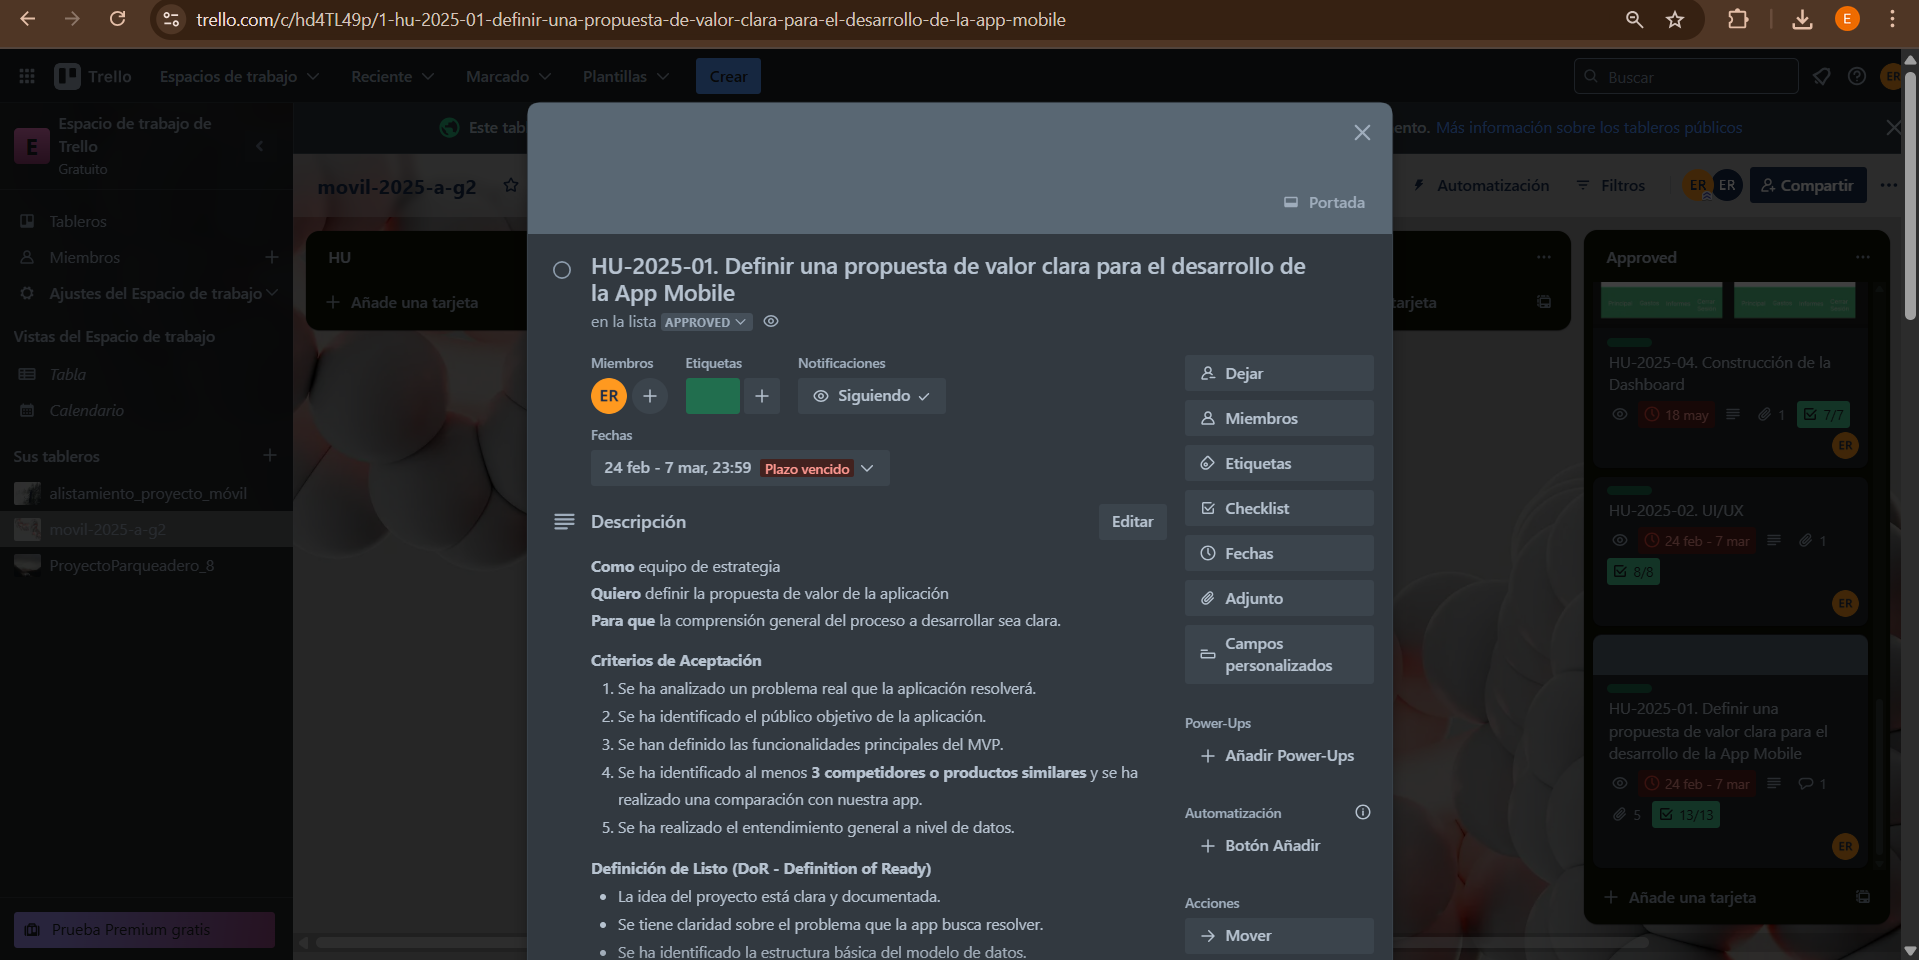 trello.com/c/hd4TL49p/1-hu-2025-01-definir-una-propuesta-de-valor-clara-para-el-desarrollo-de-la-app-mobile
E
Trello
Espacios de trabajo
Reciente
Marcado
Plantillas
Crear
Buscar
ER
E
Espacio de trabajo de
Trello
Gratuito
Este tab
ento. Más información sobre los tableros públicos
movil-2025-a-g2
Automatización
Filtros
ER
ER
Compartir
Tableros
Miembros
Ajustes del Espacio de trabajo
Vistas del Espacio de trabajo
Tabla
Calendario
Sus tableros
alistamiento_proyecto_móvil
movil-2025-a-g2
ProyectoParqueadero_8
Prueba Premium gratis
HU
Añade una tarjeta
Portada
HU-2025-01. Definir una propuesta de valor clara para el desarrollo de
la App Mobile
en la lista APPROVED
Miembros
Etiquetas
Notificaciones
ER
Siguiendo
Fechas
24 feb - 7 mar, 23:59 Plazo vencido
Descripción
Editar
Como equipo de estrategia
Quiero definir la propuesta de valor de la aplicación
Para que la comprensión general del proceso a desarrollar sea clara.
Criterios de Aceptación
1. Se ha analizado un problema real que la aplicación resolverá.
2. Se ha identificado el público objetivo de la aplicación.
3. Se han definido las funcionalidades principales del MVP.
4. Se ha identificado al menos 3 competidores o productos similares y se ha
realizado una comparación con nuestra app.
5. Se ha realizado el entendimiento general a nivel de datos.
Definición de Listo (DoR - Definition of Ready)
• La idea del proyecto está clara y documentada.
• Se tiene claridad sobre el problema que la app busca resolver.
• Se ha identificado la estructura básica del modelo de datos.
Dejar
Miembros
Etiquetas
Checklist
Fechas
Adjunto
Campos
personalizados
Power-Ups
Añadir Power-Ups
Automatización
Botón Añadir
Acciones
Mover
tarjeta
Approved
HU-2025-04. Construcción de la
Dashboard
18 may
1
7/7
ER
HU-2025-02. UI/UX
24 feb - 7 mar
1
8/8
ER
HU-2025-01. Definir una
propuesta de valor clara para el
desarrollo de la App Mobile
24 feb - 7 mar
1
5
13/13
ER
Añade una tarjeta